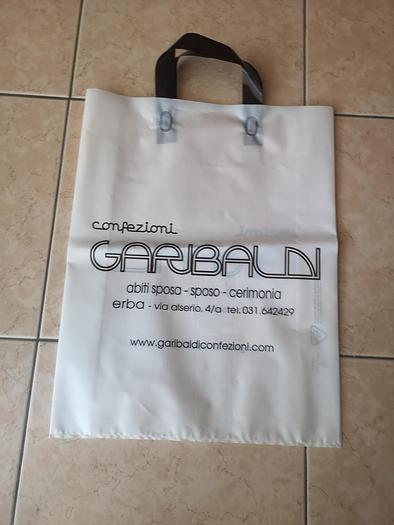 confezioni
GARIBALDI
abiti sposa - sposo - cerimonia
erba - via alserio, 4/a tel. 031.642429
www.garibaldiconfezioni.com